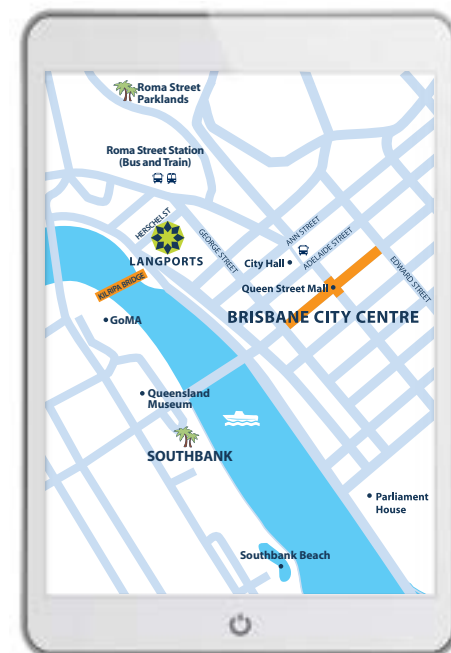 Roma Street
Parklands
Roma Street Station
(Bus and Train)
HERSCHEL ST
LANGPORTS
GEORGE STREET
ANN STREET
ADELAIDE STREET
EDWARD STREET
City Hall
Queen Street Mall
KILRIPA BRIDGE
GoMA
BRISBANE CITY CENTRE
Queensland
Museum
SOUTHBANK
Parliament
House
Southbank Beach